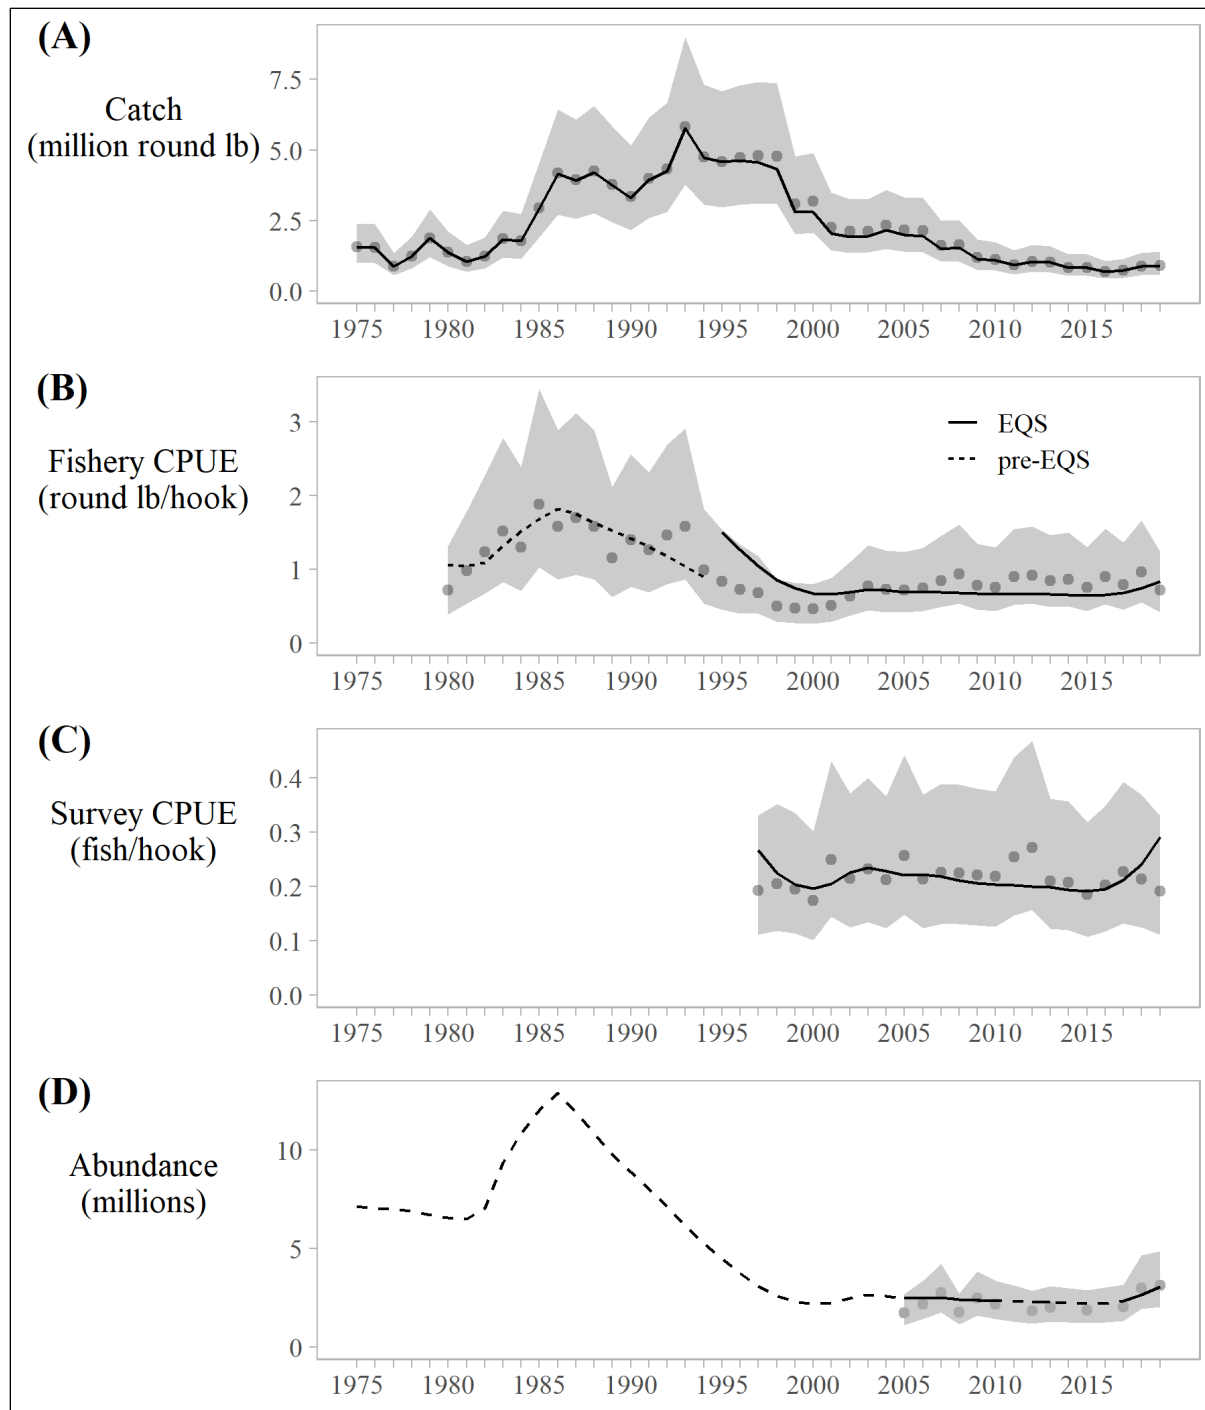 (A)
Catch
(million round lb)
7.5
5.0
2.5
0.0
1975 1980 1985 1990 1995 2000 2005 2010 2015
(B)
Fishery CPUE
(round lb/hook)
3
2
1
0
EQS
pre-EQS
1975 1980 1985 1990 1995 2000 2005 2010 2015
(C)
Survey CPUE
(fish/hook)
0.4
0.3
0.2
0.1
0.0
1975 1980 1985 1990 1995 2000 2005 2010 2015
(D)
Abundance
(millions)
10
5
0
1975 1980 1985 1990 1995 2000 2005 2010 2015